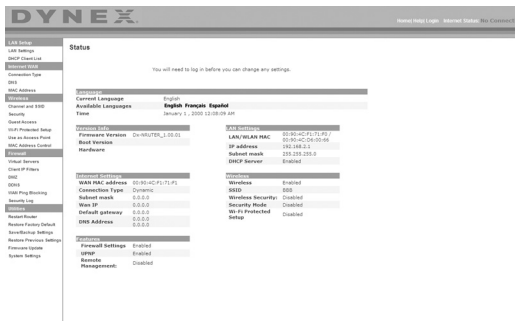 DYNEX
Home| Help| Login Internet Status: No Connect
LAN Setup
LAN Settings
DHCP Client List
Internet WAN
Connection Type
DNS
MAC Address
Wireless
Channel and SSID
Security
Guest Access
Wi-Fi Protected Setup
Use as Access Point
MAC Address Control
Firewall
Virtual Servers
Client IP Filters
DMZ
DDNS
WAN Ping Blocking
Security Log
Utilities
Restart Router
Restore Factory Default
Save/Backup Settings
Restore Previous Settings
Firmware Update
System Settings
Status
You will need to log in before you can change any settings.
Language
Current Language English
Available Languages English Français Español
Time January 1 , 2000 12:38:09 AM
Version Info
Firmware Version DX-WRUTER_1.00.01
Boot Version
Hardware
LAN Settings
LAN/WLAN MAC 00:90:4C:F1:71:F0 /
00:90:4C:DX:00:66
IP address 192.168.2.1
Subnet mask 255.255.255.0
DHCP Server Enabled
Internet Settings
WAN MAC address 00:90:4C:F1:71:F1
Connection Type Dynamic
Subnet mask 0.0.0.0
Wan IP 0.0.0.0
Default gateway 0.0.0.0
DNS Address 0.0.0.0
0.0.0.0
Wireless
Wireless Enabled
SSID BBB
Wireless Security: Disabled
Security Mode Disabled
Wi-Fi Protected Setup Disabled
Features
Firewall Settings Enabled
UPNP Enabled
Remote Management: Disabled